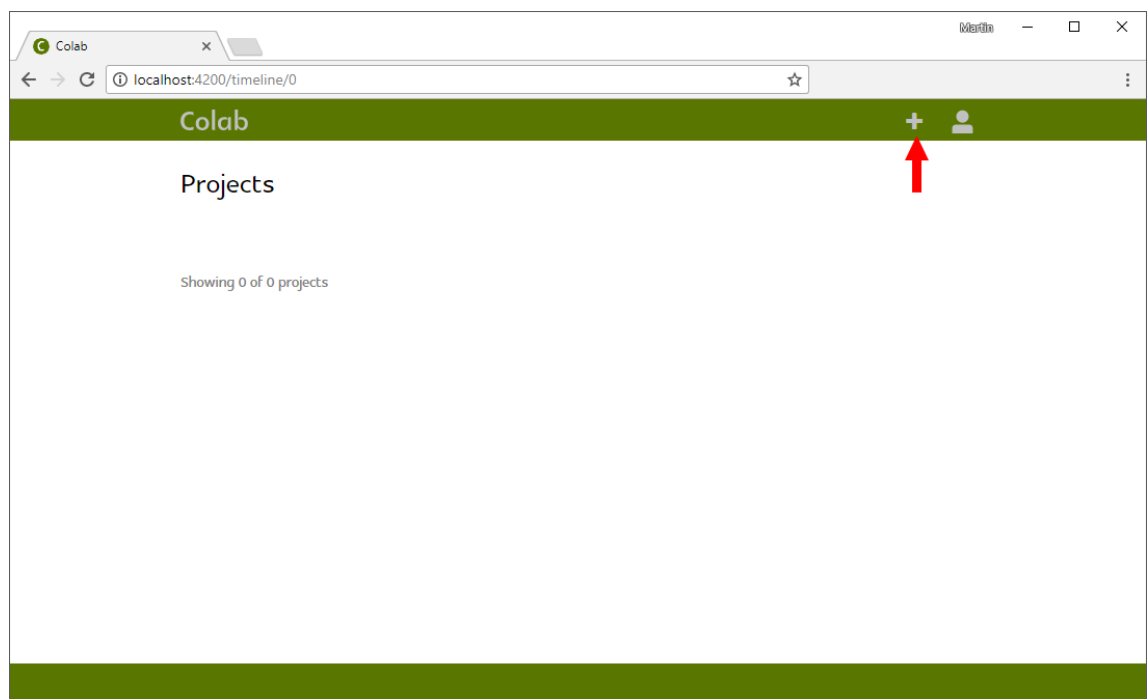 Martin
C Colab
localhost:4200/timeline/0
Colab
Projects
Showing 0 of 0 projects